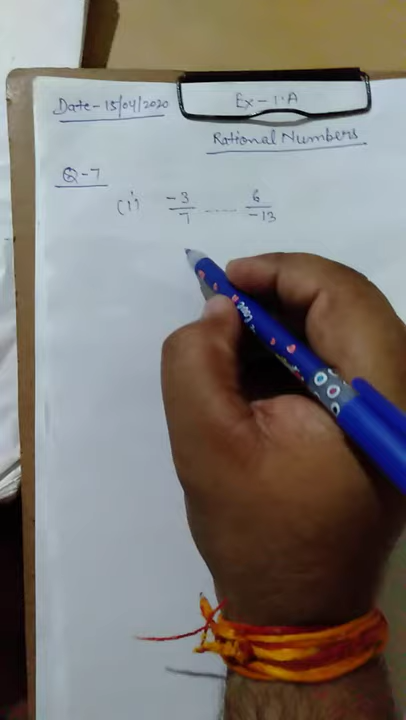 Date-15/04/2020
Ex-1.A
Rational Numbers
Q-7
(i) -3/7 ...... 6/-13